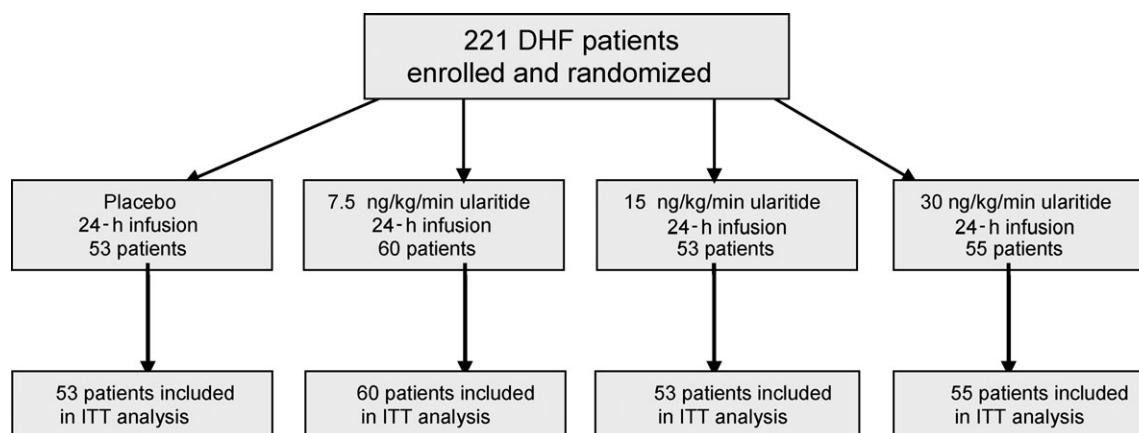 221 DHF patients
enrolled and randomized
Placebo
24-h infusion
53 patients
7.5 ng/kg/min ularitide
24-h infusion
60 patients
15 ng/kg/min ularitide
24-h infusion
53 patients
30 ng/kg/min ularitide
24-h infusion
55 patients
53 patients included
in ITT analysis
60 patients included
in ITT analysis
53 patients included
in ITT analysis
55 patients included
in ITT analysis